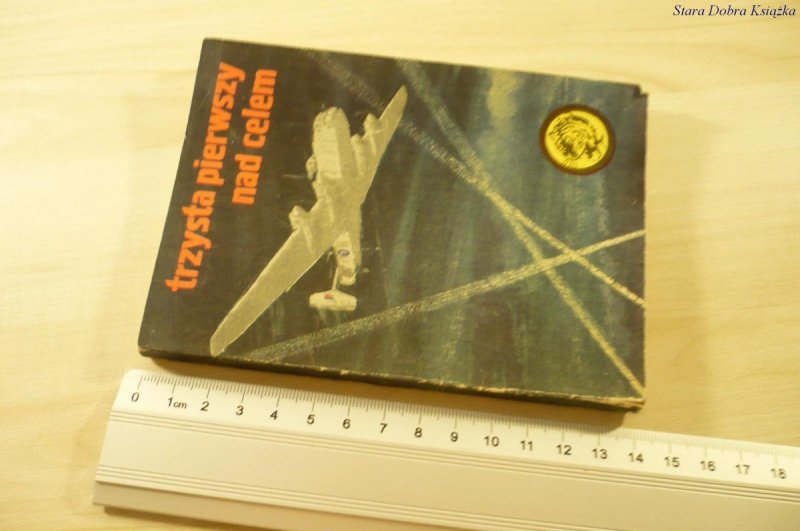 Stara Dobra Książka
trzysta pierwszy
nad celem
0 1cm 2 3 4 5 6 7 8 9 10 11 12 13 14 15 16 17 18